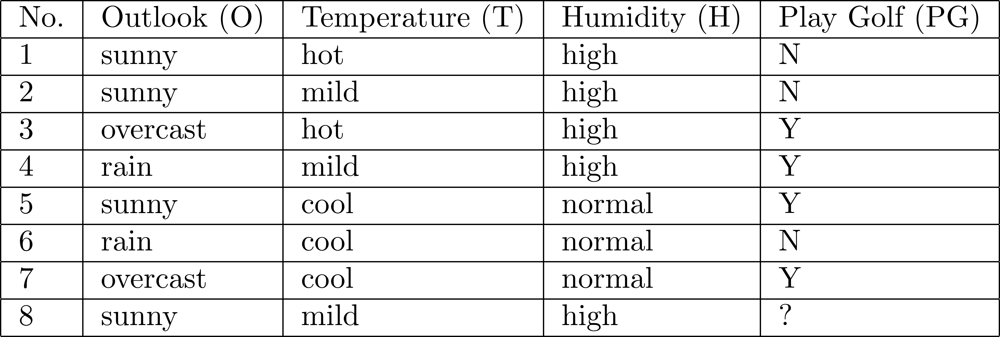 No. Outlook (O) Temperature (T) Humidity (H) Play Golf (PG)
1 sunny hot high N
2 sunny mild high N
3 overcast hot high Y
4 rain mild high Y
5 sunny cool normal Y
6 rain cool normal N
7 overcast cool normal Y
8 sunny mild high ?